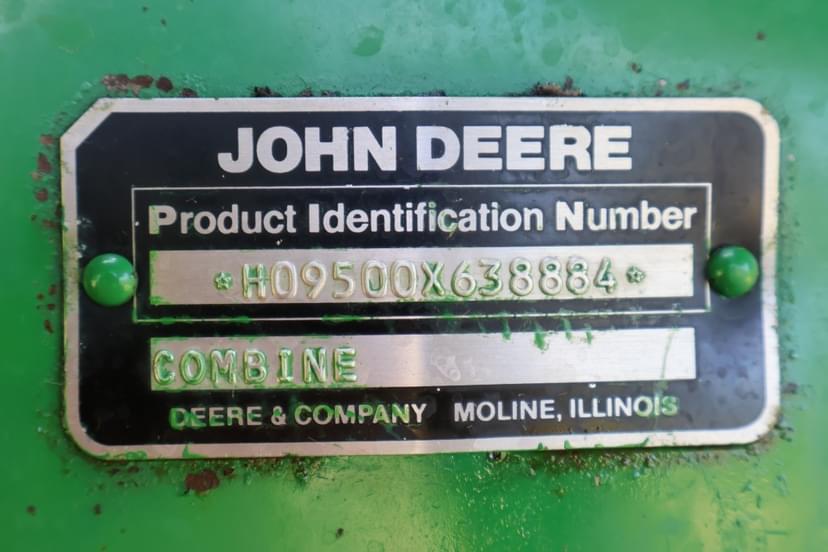 JOHN DEERE
Product Identification Number
*H09500X638884*
COMBINE
DEERE & COMPANY MOLINE, ILLINOIS